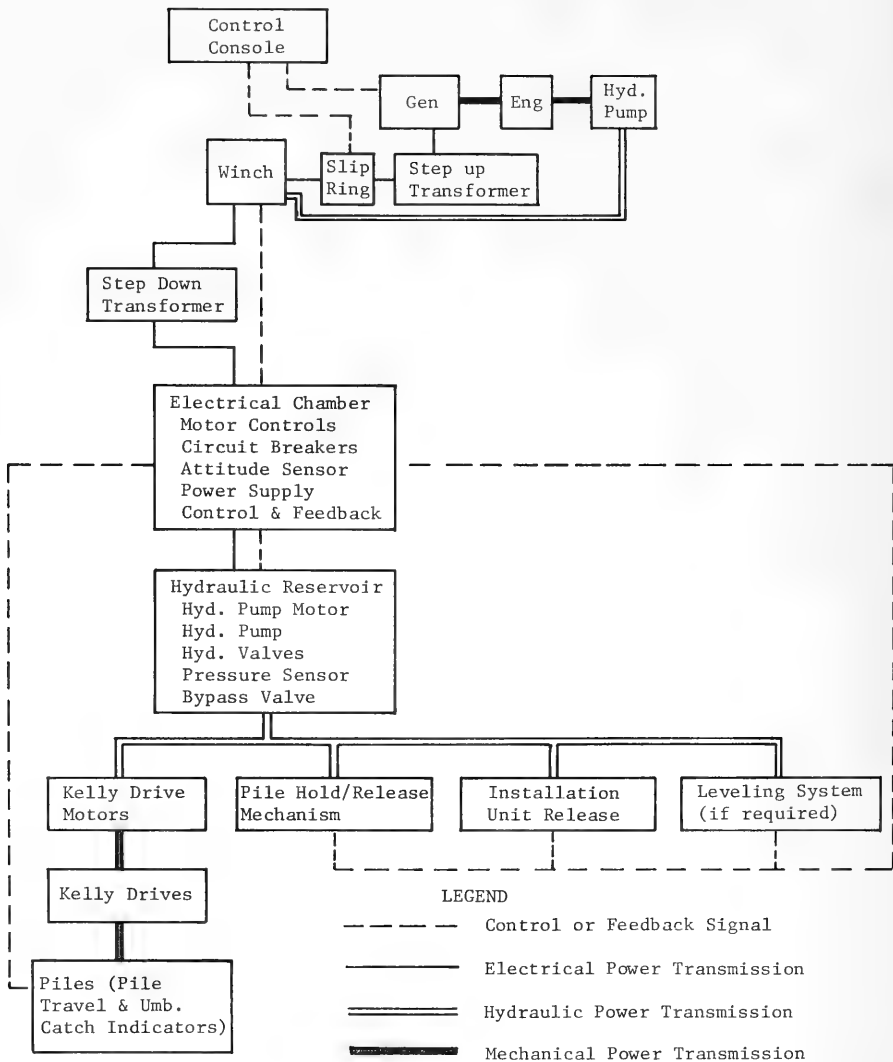 Control
Console
Gen
Eng
Hyd.
Pump
Winch
Slip
Ring
Step up
Transformer
Step Down
Transformer
Electrical Chamber
Motor Controls
Circuit Breakers
Attitude Sensor
Power Supply
Control & Feedback
Hydraulic Reservoir
Hyd. Pump Motor
Hyd. Pump
Hyd. Valves
Pressure Sensor
Bypass Valve
Kelly Drive
Motors
Pile Hold/Release
Mechanism
Installation
Unit Release
Leveling System
(if required)
Kelly Drives
Piles (Pile
Travel & Umb.
Catch Indicators)
LEGEND
Control or Feedback Signal
Electrical Power Transmission
Hydraulic Power Transmission
Mechanical Power Transmission